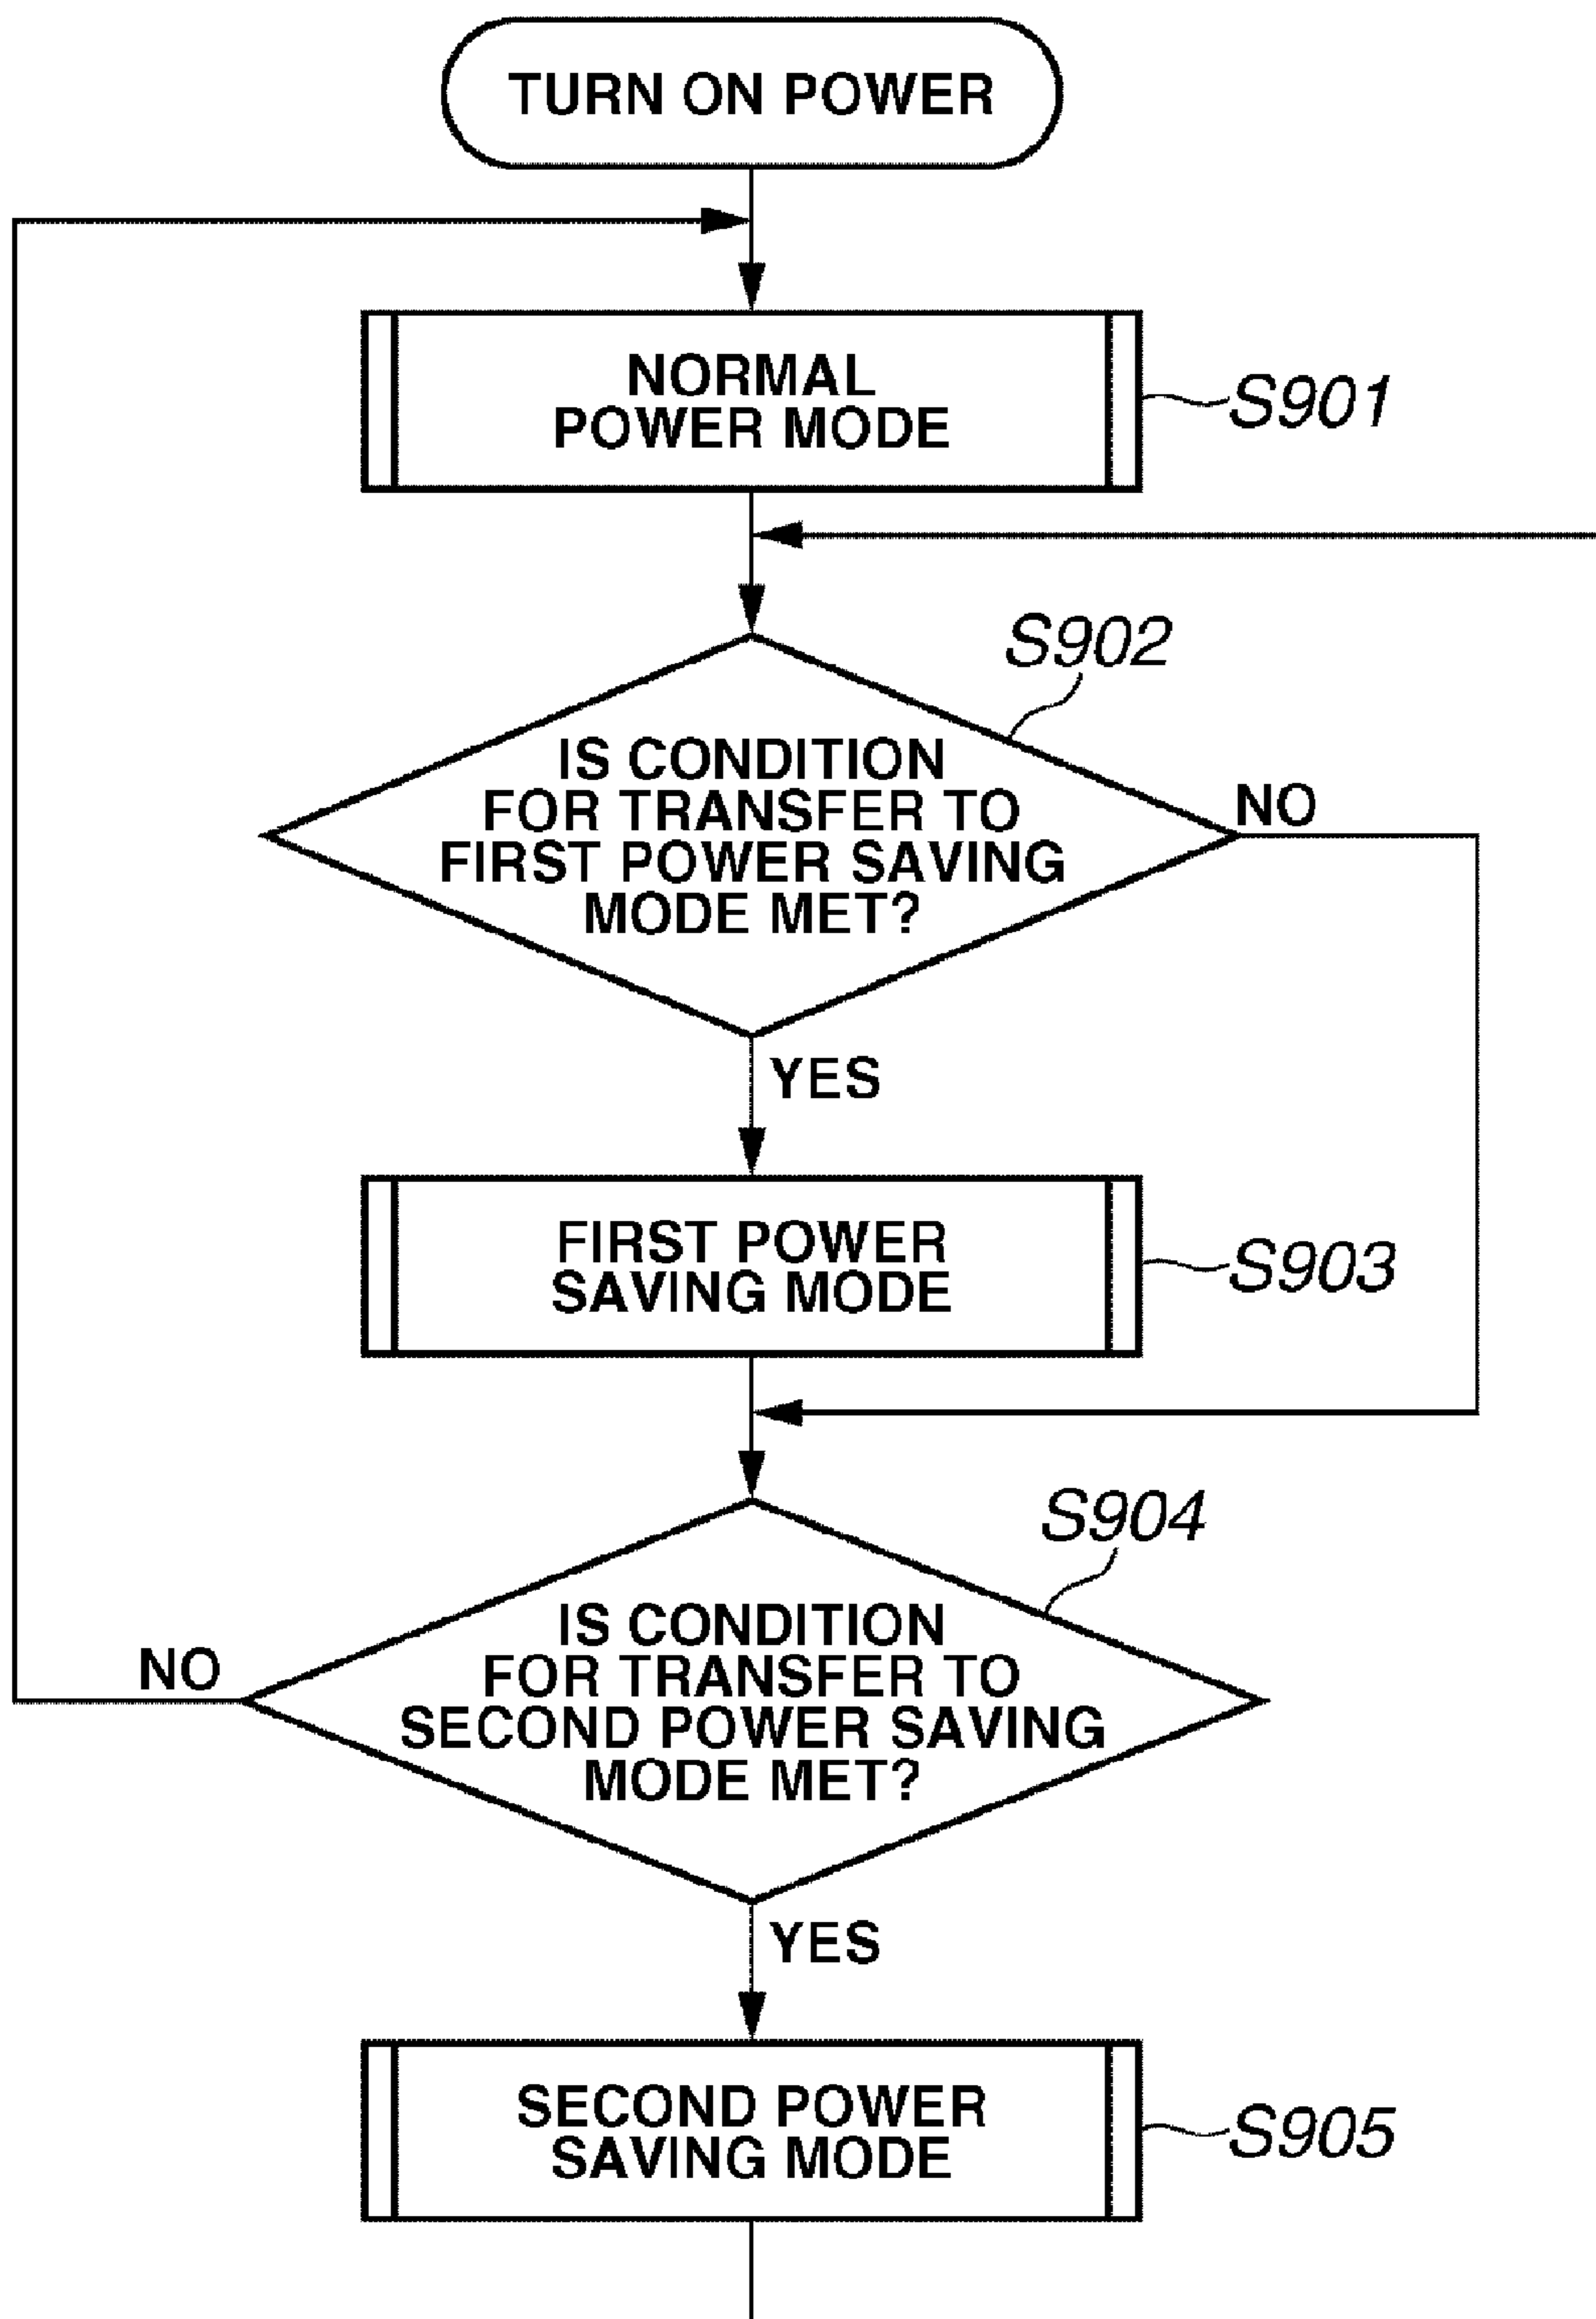 TURN ON POWER
NORMAL
POWER MODE
S901
S902
IS CONDITION
FOR TRANSFER TO
FIRST POWER SAVING
MODE MET?
NO
YES
FIRST POWER
SAVING MODE
S903
S904
IS CONDITION
FOR TRANSFER TO
SECOND POWER SAVING
MODE MET?
NO
YES
SECOND POWER
SAVING MODE
S905